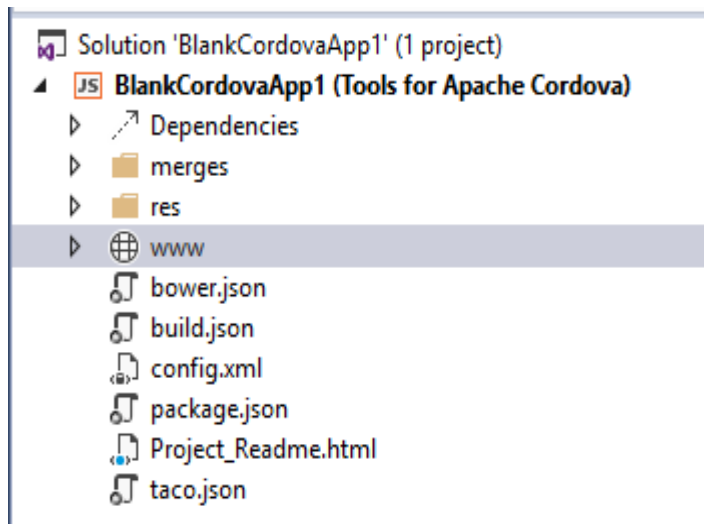 Solution 'BlankCordovaApp1' (1 project)
JS BlankCordovaApp1 (Tools for Apache Cordova)
Dependencies
merges
res
www
bower.json
build.json
config.xml
package.json
Project_Readme.html
taco.json